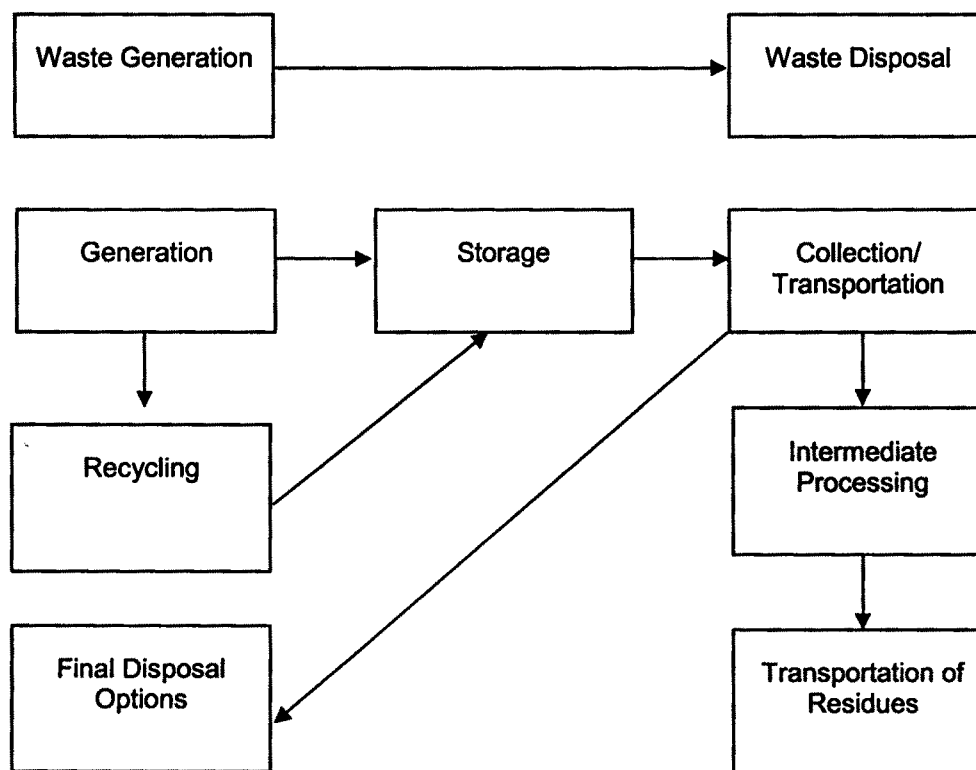 Waste Generation
Waste Disposal
Generation
Storage
Collection/
Transportation
Recycling
Intermediate
Processing
Final Disposal
Options
Transportation of
Residues